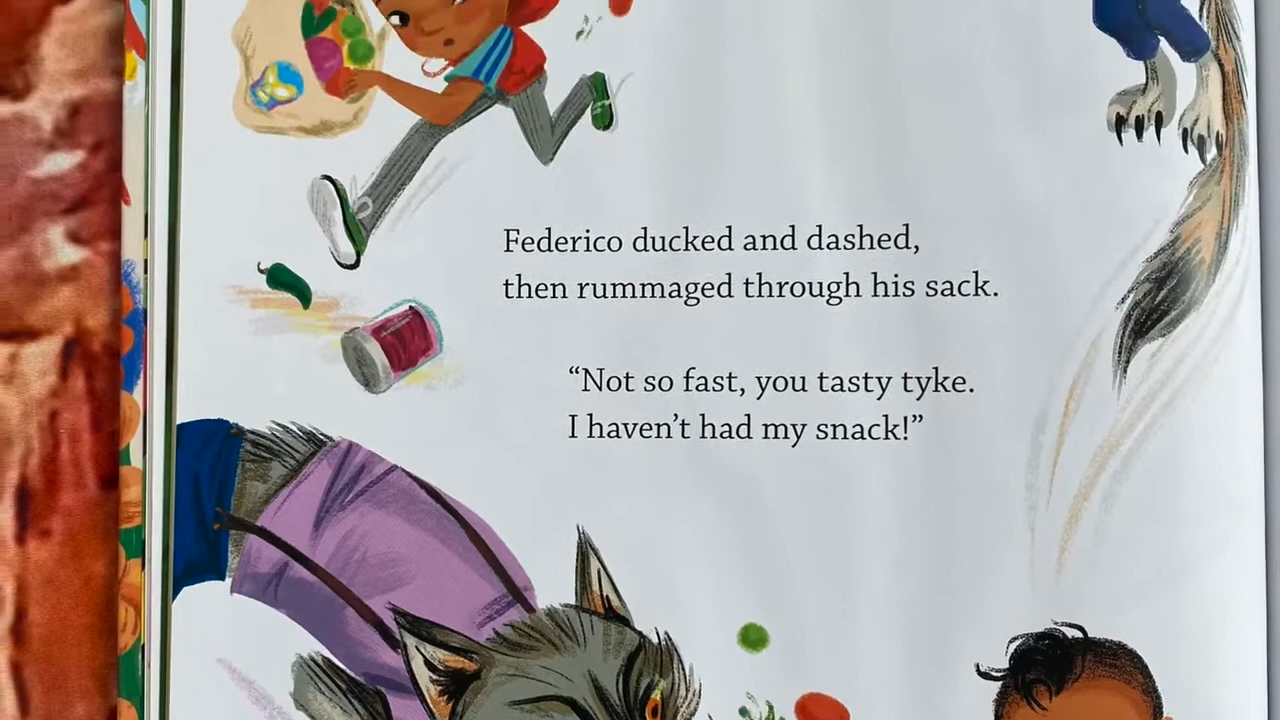 Federico ducked and dashed,
then rummaged through his sack.
“Not so fast, you tasty tyke.
I haven’t had my snack!”